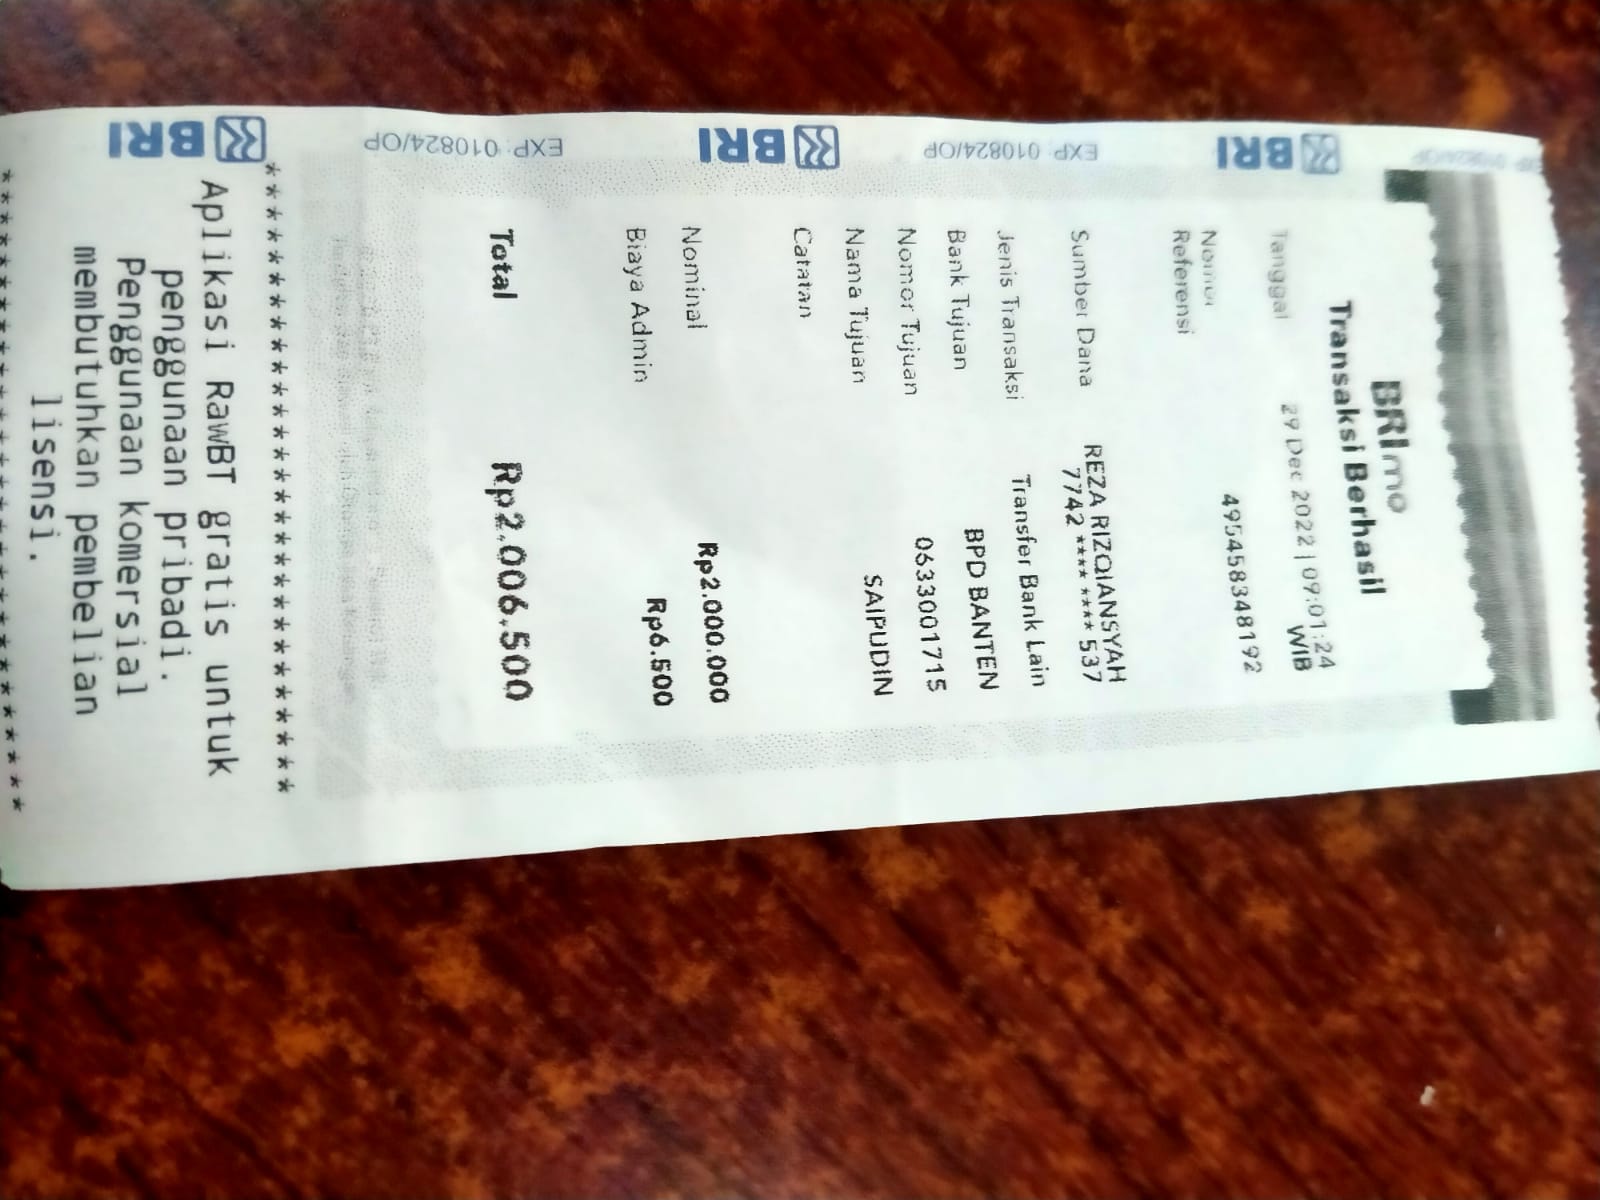 BRImo
Transaksi Berhasil
Tanggal 29 Dec 2022 | 09:01:24
WIB
Nomor 495458348192
Referensi
Sumber Dana REZA RIZQIANSYAH
7742 **** **** 537
Jenis Transaksi Transfer Bank Lain
Bank Tujuan BPD BANTEN
Nomor Tujuan 0633001715
Nama Tujuan SAIPUDIN
Catatan
Nominal Rp2.000.000
Biaya Admin Rp6.500
Total Rp2.006.500
********************************
Aplikasi RawBT gratis untuk
penggunaan pribadi.
Penggunaan komersial
membutuhkan pembelian
lisensi.
********************************
BRI
EXP: 010824/OP
BRI
EXP: 010824/OP
BRI